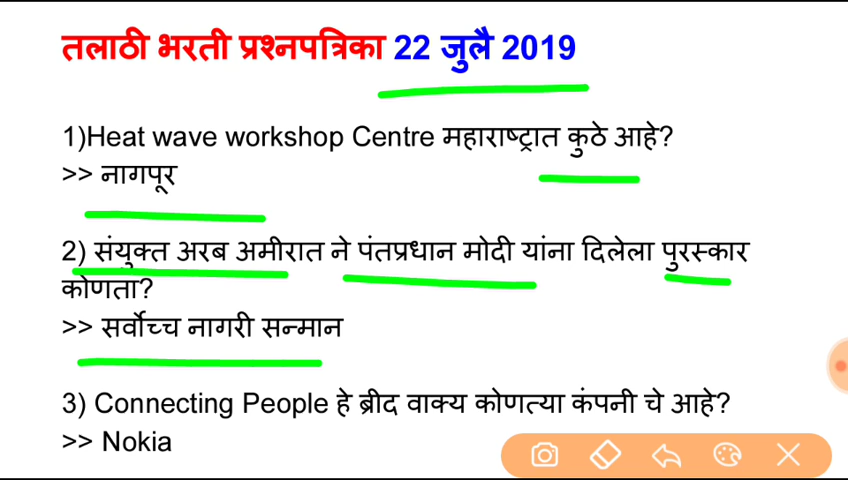 तलाठी भरती प्रश्नपत्रिका 22 जुलै 2019
1)Heat wave workshop Centre महाराष्ट्रात कुठे आहे?
>> नागपूर
2) संयुक्त अरब अमीरात ने पंतप्रधान मोदी यांना दिलेला पुरस्कार
कोणता?
>> सर्वोच्च नागरी सन्मान
3) Connecting People हे ब्रीद वाक्य कोणत्या कंपनी चे आहे?
>> Nokia